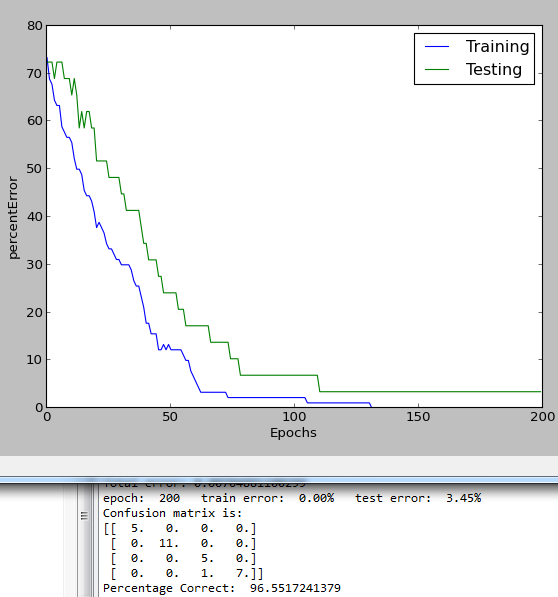 80
70
60
50
40
30
20
10
0
percentError
Training
Testing
0 50 100 150 200
Epochs
epoch: 200 train error: 0.00% test error: 3.45%
Confusion matrix is:
[[ 5. 0. 0. 0.]
[ 0. 11. 0. 0.]
[ 0. 0. 5. 0.]
[ 0. 0. 1. 7.]]
Percentage Correct: 96.5517241379